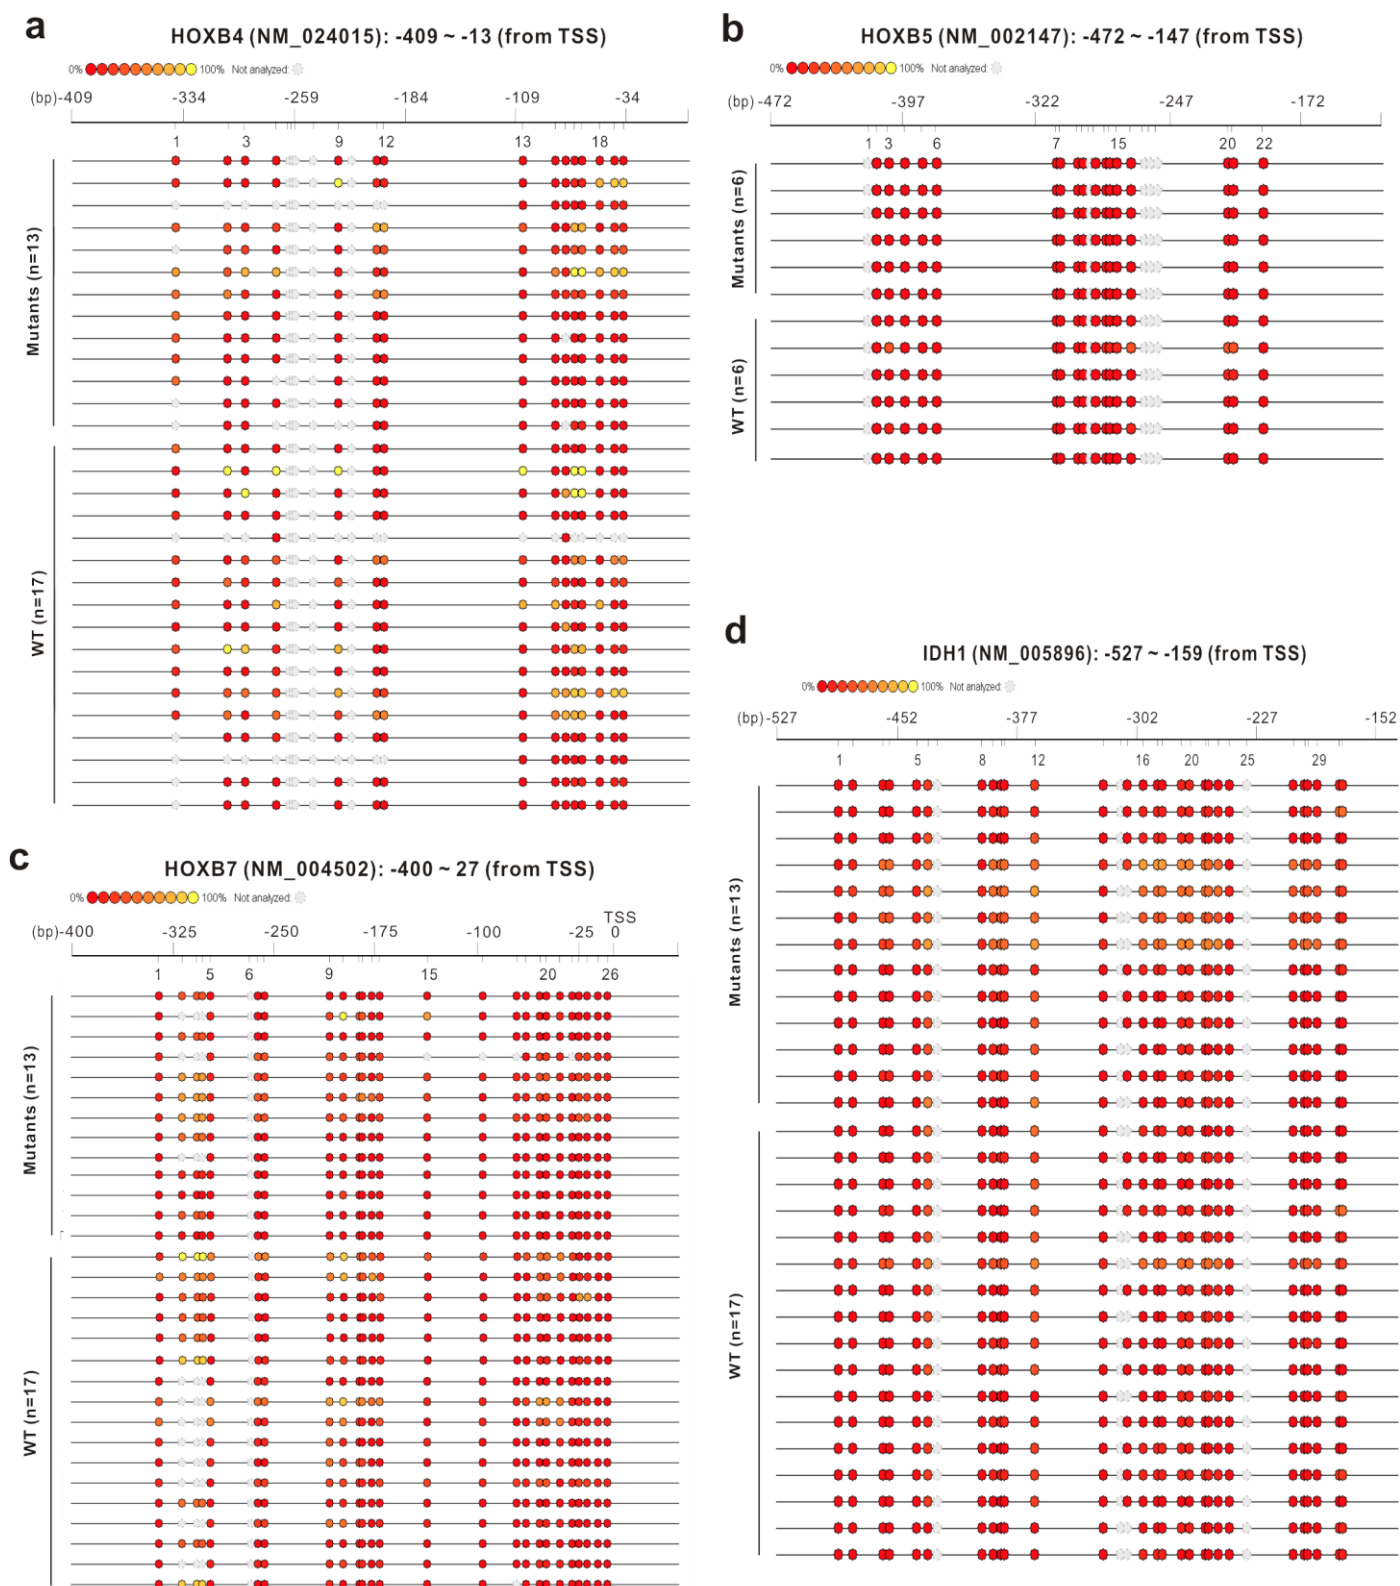 a
HOXB4 (NM_024015): -409 ~ -13 (from TSS)
0% 100% Not analyzed:
(bp)-409 -334 -259 -184 -109 -34
1 3 9 12 13 18
Mutants (n=13)
WT (n=17)
b
HOXB5 (NM_002147): -472 ~ -147 (from TSS)
0% 100% Not analyzed:
(bp) -472 -397 -322 -247 -172
1 3 6 7 15 20 22
Mutants (n=6)
WT (n=6)
c
HOXB7 (NM_004502): -400 ~ 27 (from TSS)
0% 100% Not analyzed:
TSS
(bp)-400 -325 -250 -175 -100 -25 0
1 5 6 9 15 20 26
Mutants (n=13)
WT (n=17)
d
IDH1 (NM_005896): -527 ~ -159 (from TSS)
0% 100% Not analyzed:
(bp) -527 -452 -377 -302 -227 -152
1 5 8 12 16 20 25 29
Mutants (n=13)
WT (n=17)